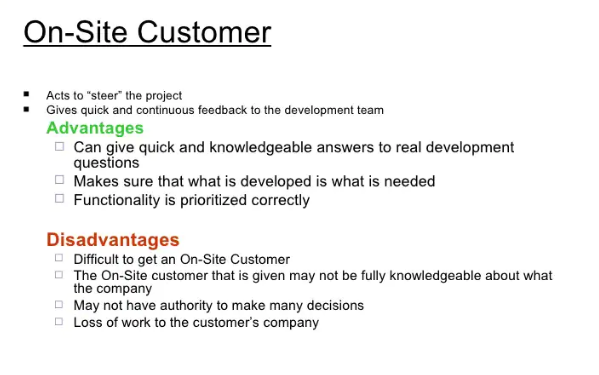 On-Site Customer
Acts to “steer” the project
Gives quick and continuous feedback to the development team
Advantages
Can give quick and knowledgeable answers to real development
questions
Makes sure that what is developed is what is needed
Functionality is prioritized correctly
Disadvantages
Difficult to get an On-Site Customer
The On-Site customer that is given may not be fully knowledgeable about what
the company
May not have authority to make many decisions
Loss of work to the customer’s company